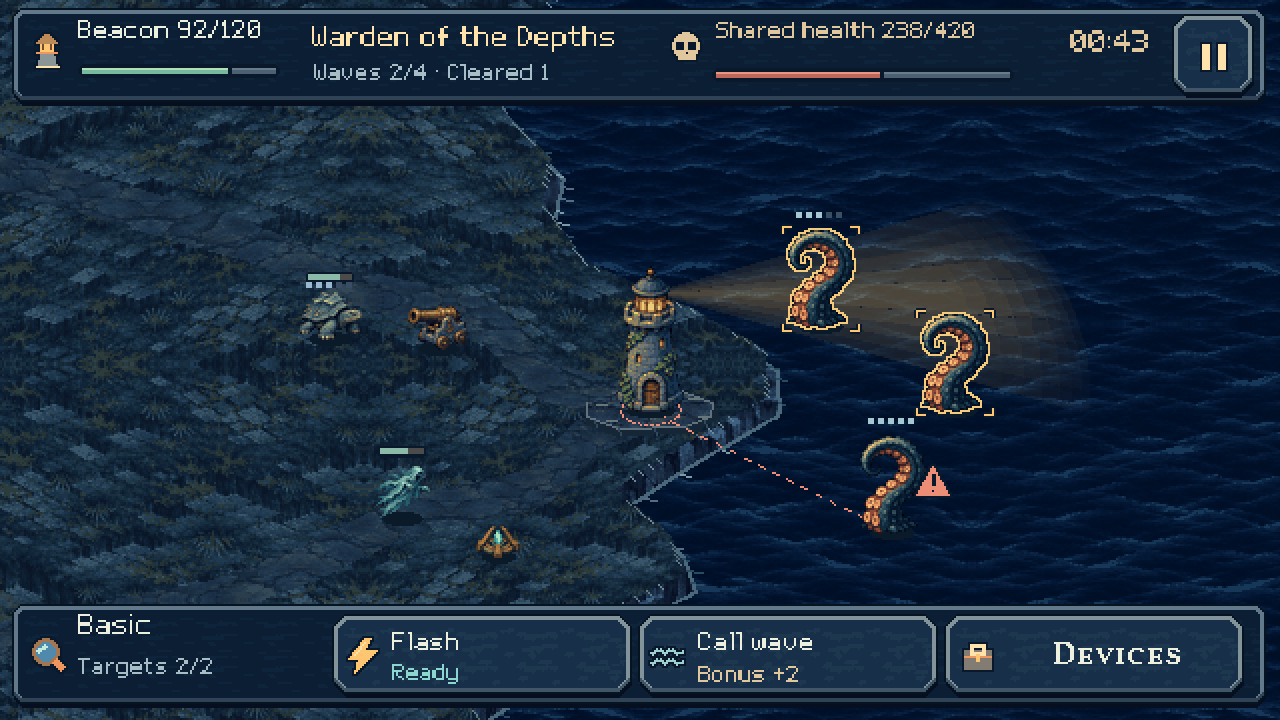 Beacon 92/120
Warden of the Depths
Waves 2/4 · Cleared 1
Shared health 238/420
00:43
Basic
Targets 2/2
Flash
Ready
Call wave
Bonus +2
DEVICES